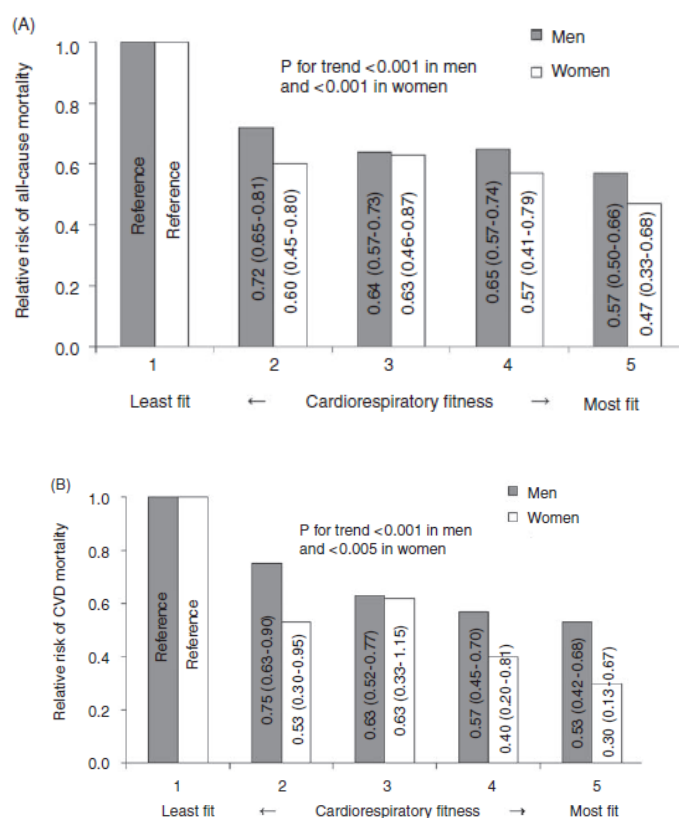 (A)
Relative risk of all-cause mortality
1.0
0.8
0.6
0.4
0.2
0.0
P for trend <0.001 in men
and <0.001 in women
Men
Women
Reference
Reference
0.72 (0.65-0.81)
0.60 (0.45-0.80)
0.64 (0.57-0.73)
0.63 (0.46-0.87)
0.65 (0.57-0.74)
0.57 (0.41-0.79)
0.57 (0.50-0.66)
0.47 (0.33-0.68)
1 2 3 4 5
Least fit ← Cardiorespiratory fitness → Most fit
(B)
Relative risk of CVD mortality
1.0
0.8
0.6
0.4
0.2
0.0
P for trend <0.001 in men
and <0.005 in women
Men
Women
Reference
Reference
0.75 (0.63-0.90)
0.53 (0.30-0.95)
0.63 (0.52-0.77)
0.63 (0.33-1.15)
0.57 (0.45-0.70)
0.40 (0.20-0.81)
0.53 (0.42-0.68)
0.30 (0.13-0.67)
1 2 3 4 5
Least fit ← Cardiorespiratory fitness → Most fit